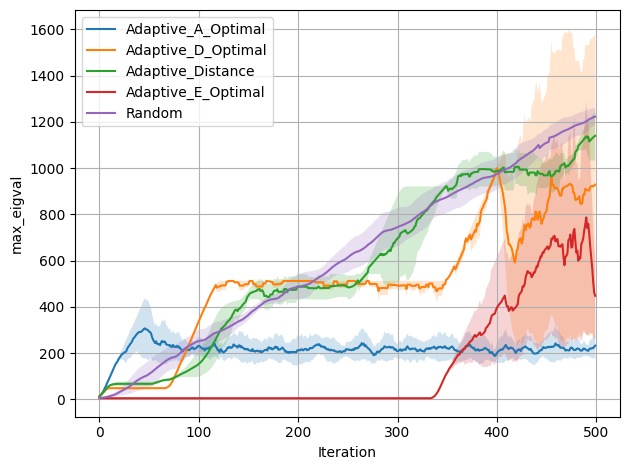 Adaptive_A_Optimal
Adaptive_D_Optimal
Adaptive_Distance
Adaptive_E_Optimal
Random
1600
1400
1200
1000
800
600
400
200
0
max_eigval
0 100 200 300 400 500
Iteration